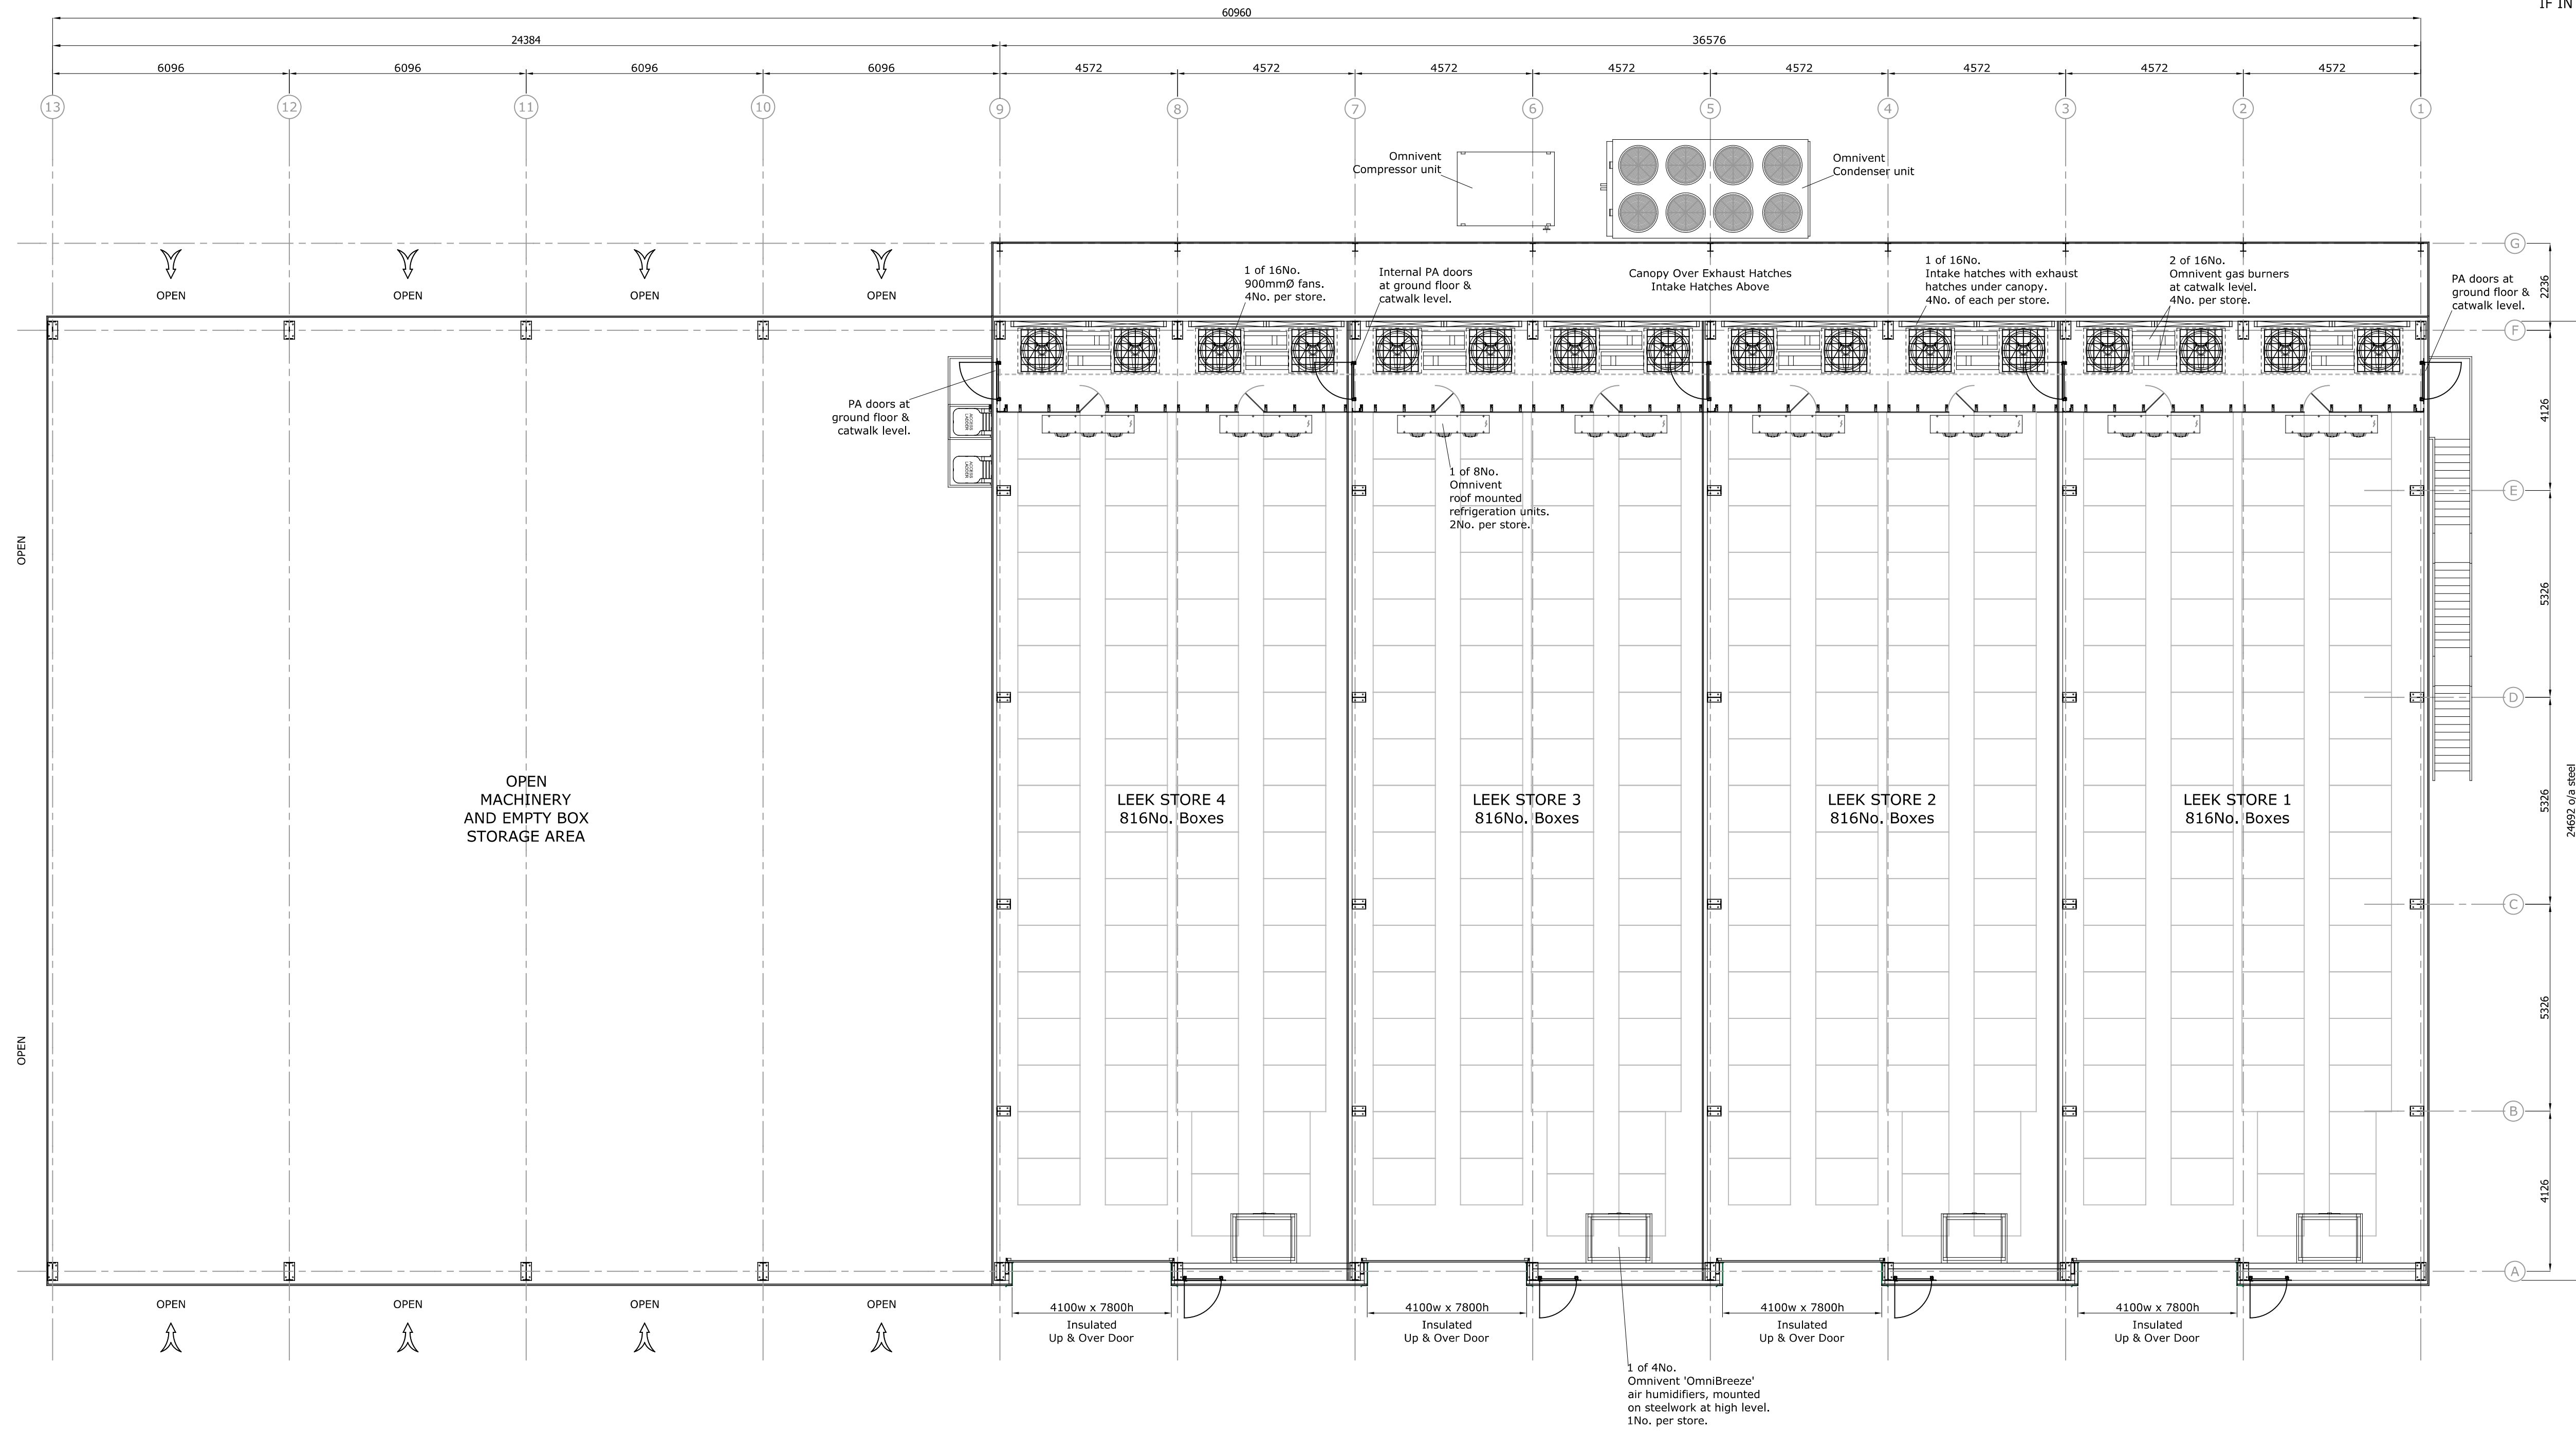 IF IN
60960
24384
36576
6096
6096
6096
6096
4572
4572
4572
4572
4572
4572
4572
4572
13
12
11
10
9
8
7
6
5
4
3
2
1
Omnivent
Compressor unit
Omnivent
Condenser unit
G
2236
OPEN
OPEN
OPEN
OPEN
1 of 16No.
900mmØ fans.
4No. per store.
Internal PA doors
at ground floor &
catwalk level.
Canopy Over Exhaust Hatches
Intake Hatches Above
1 of 16No.
Intake hatches with exhaust
hatches under canopy.
4No. of each per store.
2 of 16No.
Omnivent gas burners
at catwalk level.
4No. per store.
PA doors at
ground floor &
catwalk level.
F
4126
PA doors at
ground floor &
catwalk level.
ACCESS
LADDER
ACCESS
LADDER
1 of 8No.
Omnivent
roof mounted
refrigeration units.
2No. per store.
E
5326
OPEN
D
5326
24692 o/a steel
OPEN
MACHINERY
AND EMPTY BOX
STORAGE AREA
LEEK STORE 4
816No. Boxes
LEEK STORE 3
816No. Boxes
LEEK STORE 2
816No. Boxes
LEEK STORE 1
816No. Boxes
C
5326
OPEN
B
4126
A
OPEN
OPEN
OPEN
OPEN
4100w x 7800h
Insulated
Up & Over Door
4100w x 7800h
Insulated
Up & Over Door
4100w x 7800h
Insulated
Up & Over Door
4100w x 7800h
Insulated
Up & Over Door
1 of 4No.
Omnivent 'OmniBreeze'
air humidifiers, mounted
on steelwork at high level.
1No. per store.